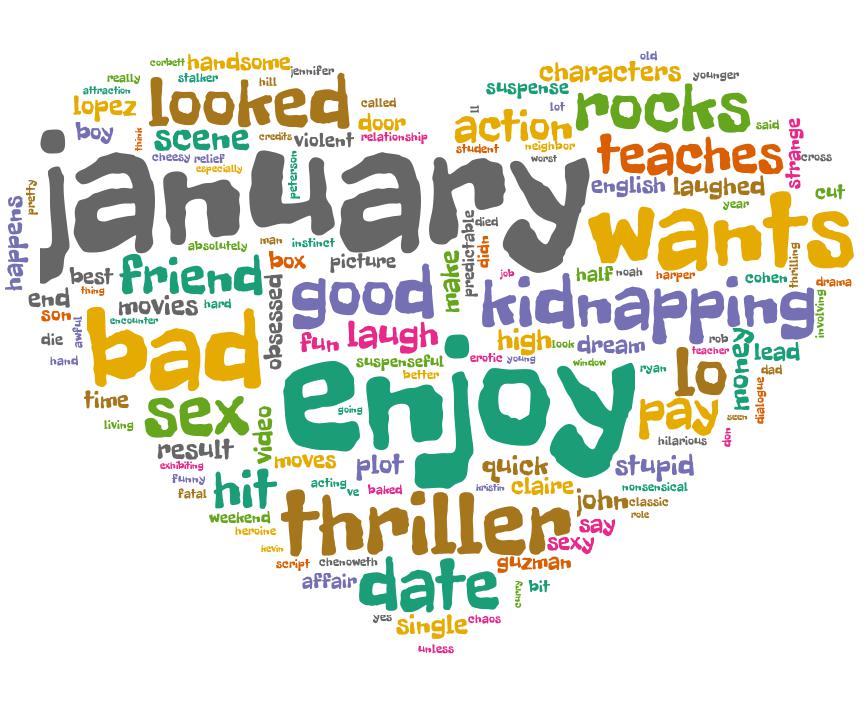 old
corbett
handsome
jennifer
characters
younger
really
stalker
hill
suspense
attraction
lopez
looked
called
ll
lot
rocks
said
boy
think
scene
credits
violent
door
relationship
action
student
neighbor
worst
teaches
strange
cross
cheesy
relief
especially
peterson
january
english
laughed
year
cut
pretty
happens
absolutely
man
instinct
predictable
died
didn
wants
best
thing
friend
box
picture
make
job
half
noah
harper
cohen
thrilling
drama
end
son
movies
hard
obsessed
good
kidnapping
involving
die
awful
encounter
bad
fun
laugh
high
look
dream
rob
teacher
money
lead
hand
suspenseful
better
erotic
young
window
ryan
lo
dad
time
enjoy
going
pay
seen
dialogue
living
sex
video
hilarious
don
result
exhibiting
moves
plot
quick
stupid
funny
fatal
hit
acting
ve
baked
kristin
claire
nonsensical
weekend
heroine
thriller
john
classic
role
say
kevin
sexy
script
chenoweth
guzman
affair
date
curry
bit
yes
single
chaos
unless